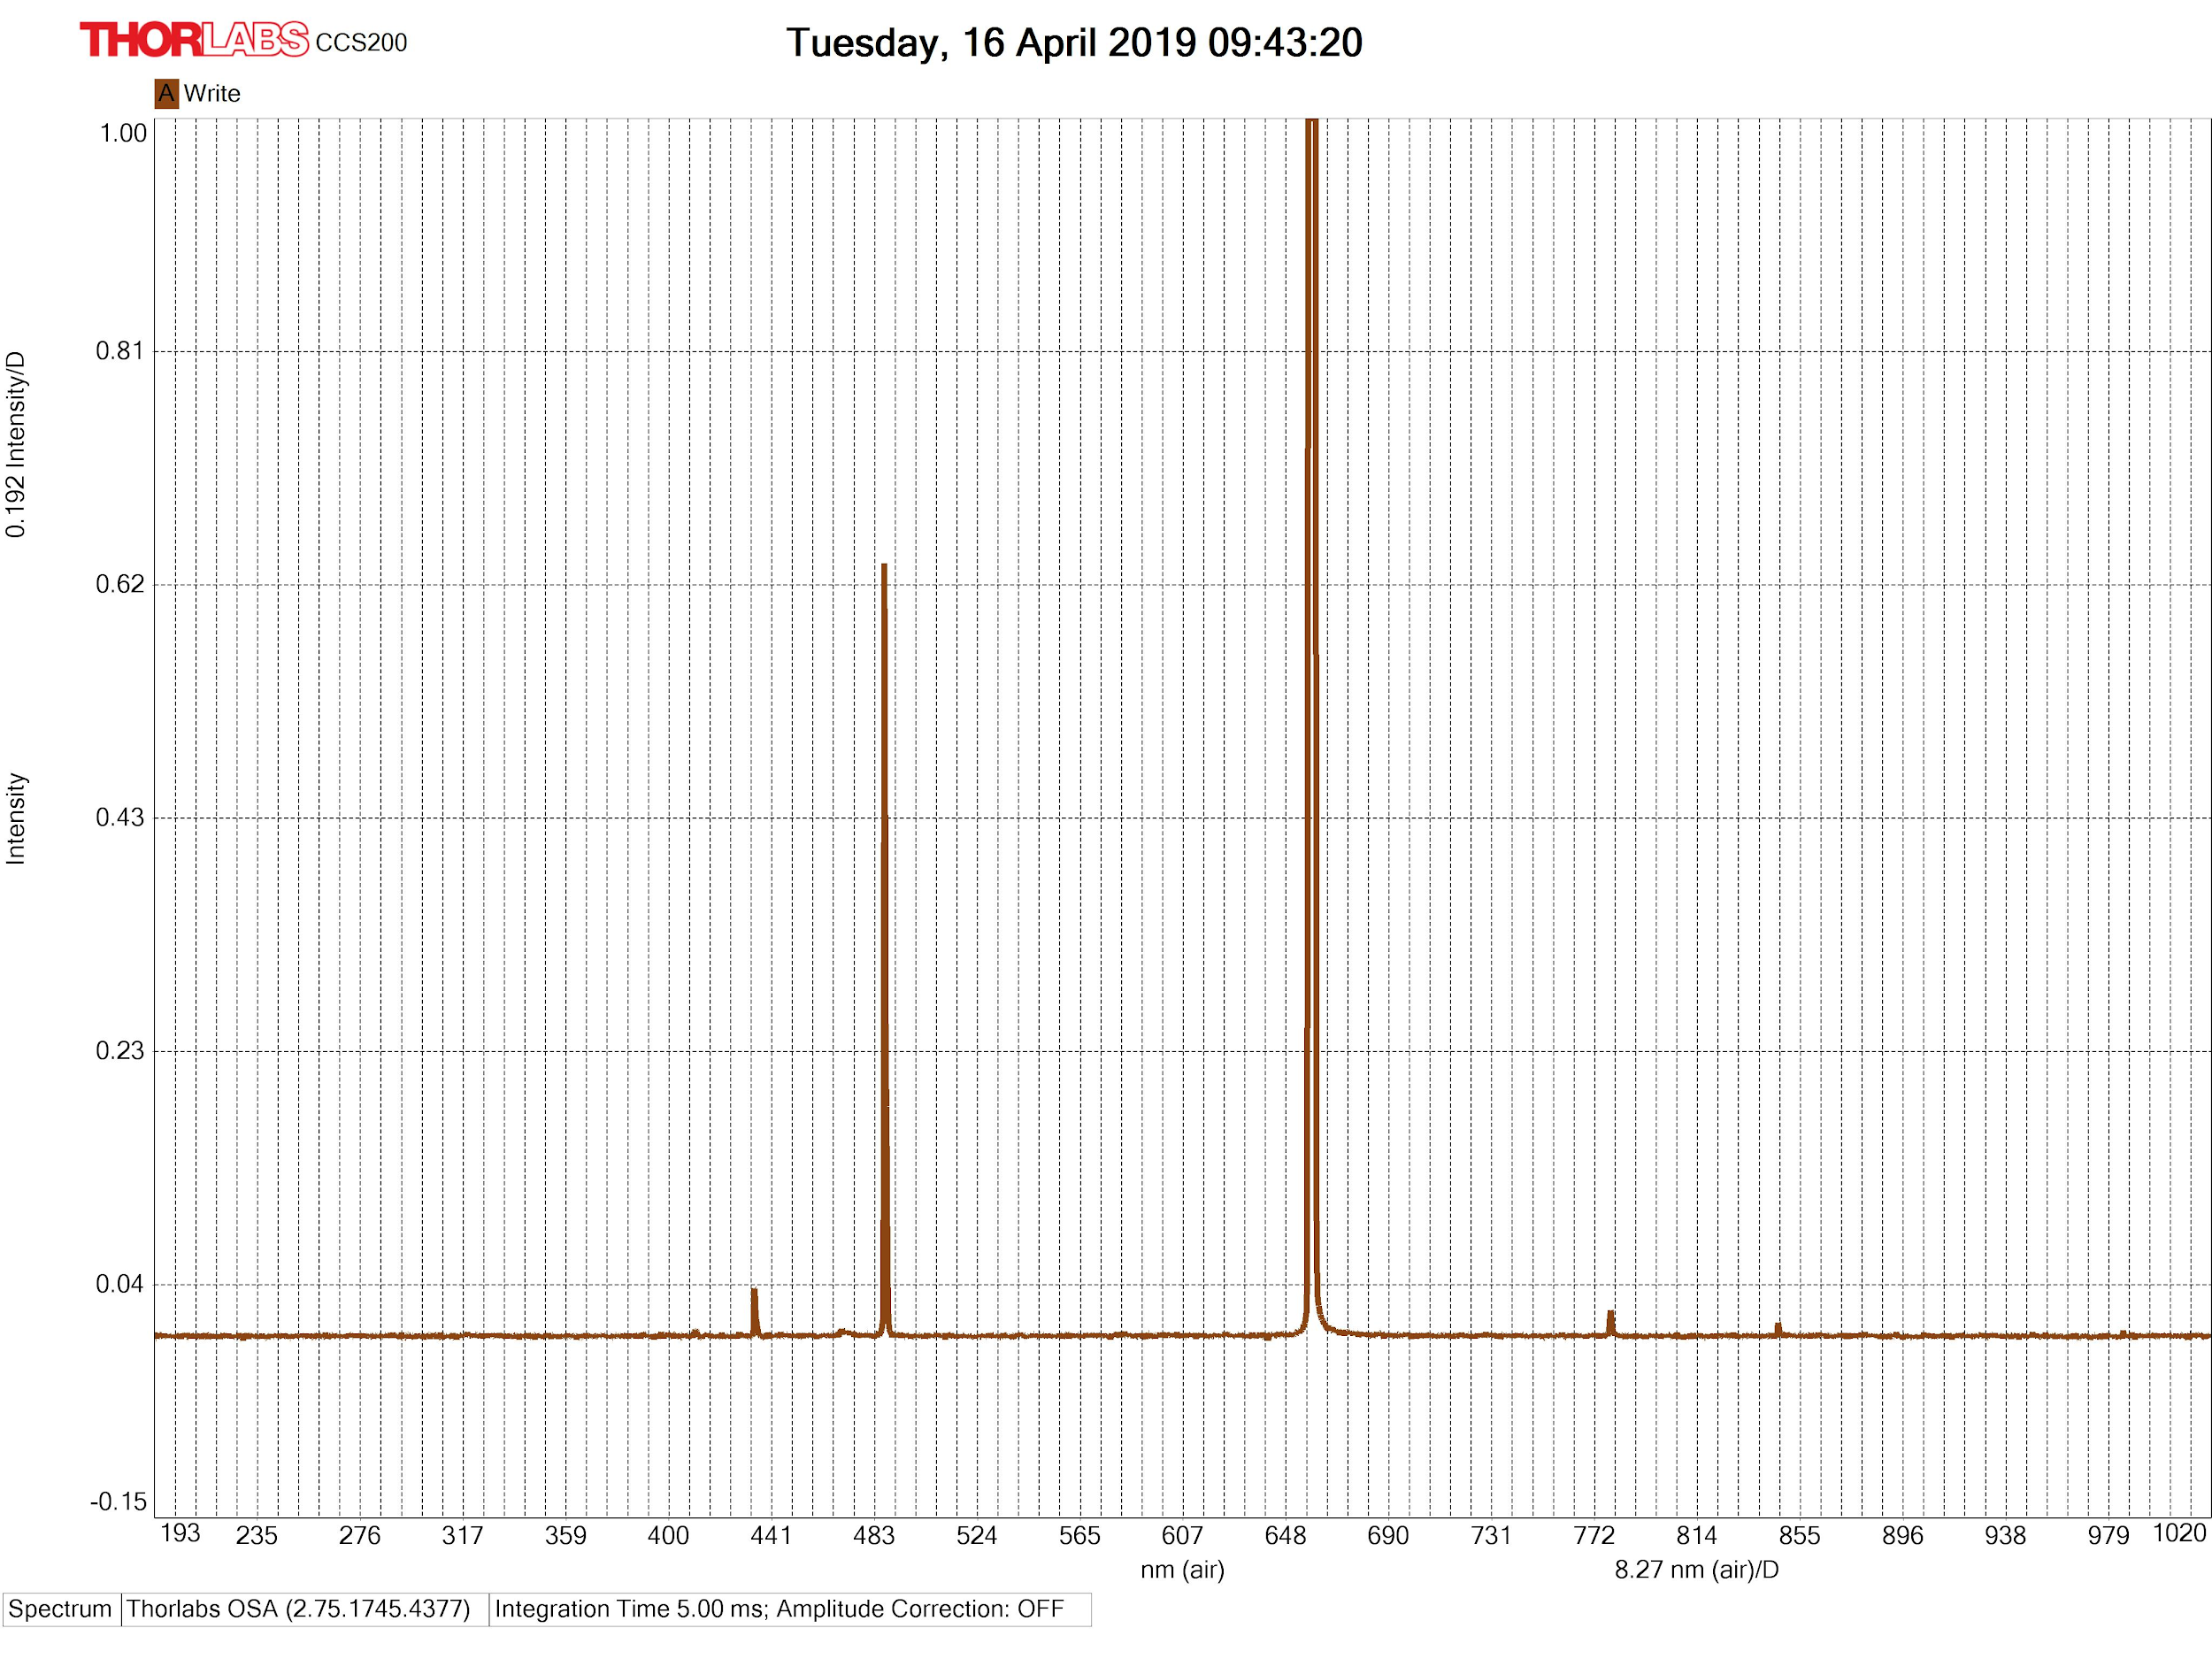 THORLABS CCS200
Tuesday, 16 April 2019 09:43:20
A Write
1.00
0.81
0.62
0.43
0.23
0.04
-0.15
0.192 Intensity/D
Intensity
193 235 276 317 359 400 441 483 524 565 607 648 690 731 772 814 855 896 938 979 1020
nm (air) 8.27 nm (air)/D
Spectrum Thorlabs OSA (2.75.1745.4377) Integration Time 5.00 ms; Amplitude Correction: OFF